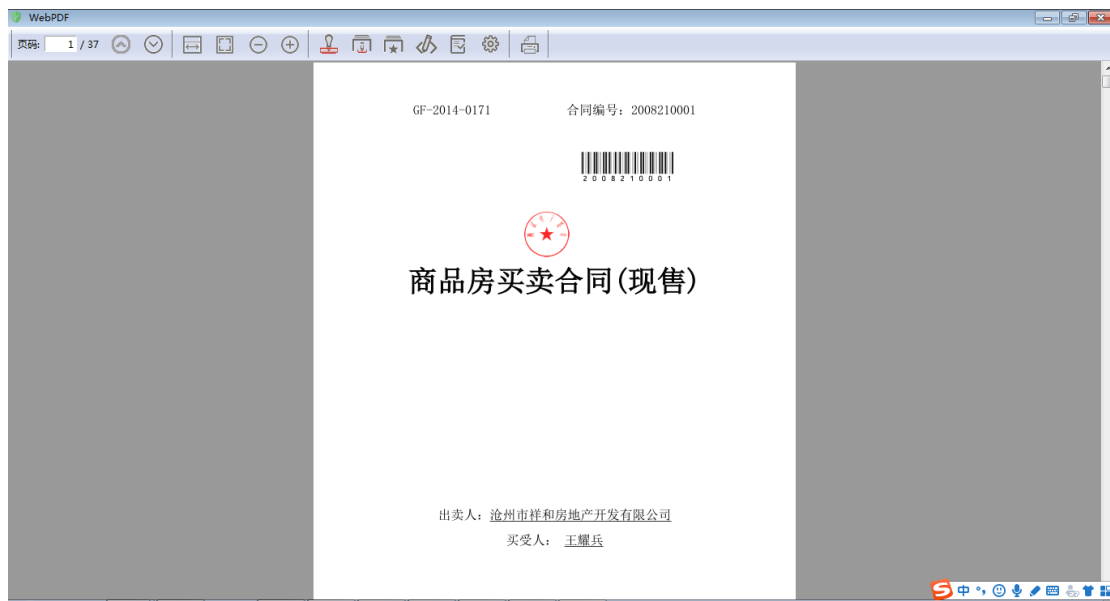 WebPDF
页码: 1 / 37
GF-2014-0171 合同编号: 2008210001
2008210001
商品房买卖合同(现售)
出卖人: 沧州市祥和房地产开发有限公司
买受人: 王耀兵
中